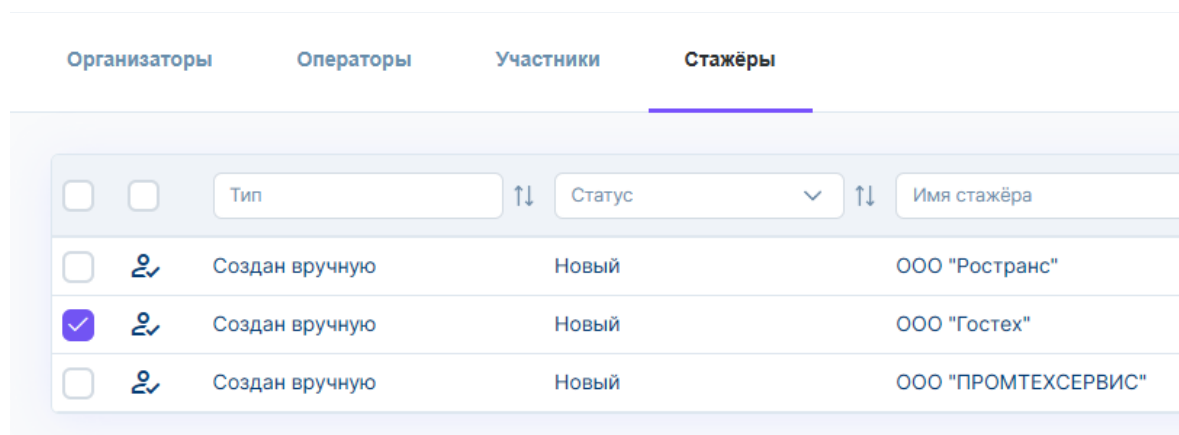 Организаторы Операторы Участники Стажёры
Тип Статус Имя стажёра
Создан вручную Новый ООО "Ространс"
Создан вручную Новый ООО "Гостех"
Создан вручную Новый ООО "ПРОМТЕХСЕРВИС"